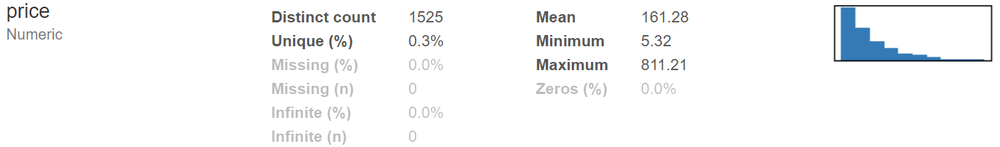 price
Numeric
Distinct count 1525
Unique (%) 0.3%
Missing (%) 0.0%
Missing (n) 0
Infinite (%) 0.0%
Infinite (n) 0
Mean 161.28
Minimum 5.32
Maximum 811.21
Zeros (%) 0.0%